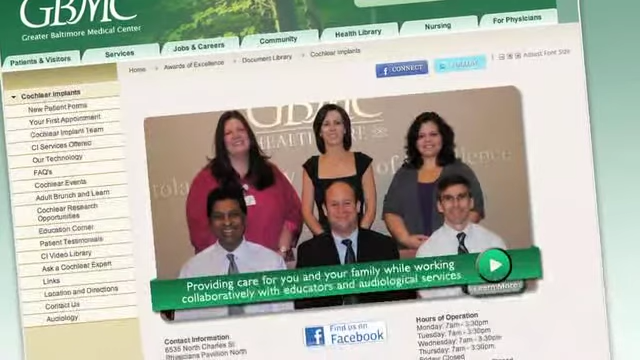 GBMC
Greater Baltimore Medical Center
Patients & Visitors
Services
Jobs & Careers
Community
Health Library
Nursing
For Physicians
Home
Awards of Excellence
Document Library
Cochlear Implants
CONNECT
Adjust Font Size
Cochlear Implants
New Patient Forms
Your First Appointment
Cochlear Implant Team
CI Services Offered
Our Technology
FAQ's
Cochlear Events
Adult Brunch and Learn
Cochlear Research
Opportunities
Education Corner
Patient Testimonials
CI Video Library
Ask a Cochlear Expert
Links
Location and Directions
Contact Us
Audiology
GBMC
HEALTHCARE
Providing care for you and your family while working
collaboratively with educators and audiological services
Learn More
Contact Information
6535 North Charles St
Physicians Pavilion North
Find us on
Facebook
Hours of Operation
Monday: 7am - 3:30pm
Tuesday: 7am - 3:30pm
Wednesday: 7am - 3:30pm
Thursday: 7am - 3:30pm
Friday: Closed